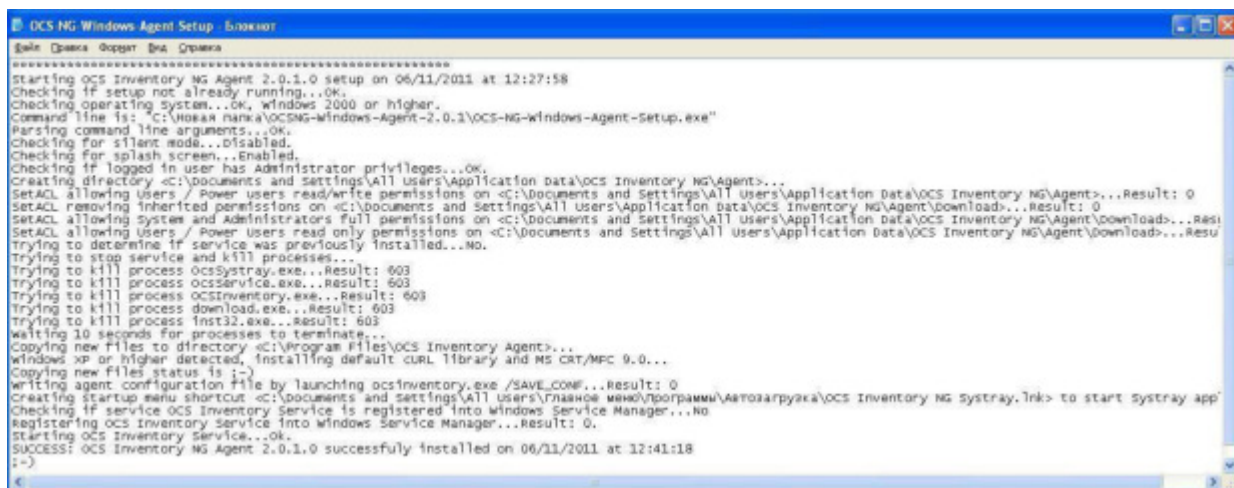 OCS NG Windows Agent Setup - Блокнот
Файл Правка Формат Вид Справка
********************************************************
Starting OCS Inventory NG Agent 2.0.1.0 setup on 06/11/2011 at 12:27:58
Checking if setup not already running...OK.
Checking operating system...OK, Windows 2000 or higher.
Command line is: "C:\Новая папка\OCSNG-Windows-Agent-2.0.1\OCS-NG-Windows-Agent-Setup.exe"
Parsing command line arguments...OK.
Checking for silent mode...Disabled.
Checking for splash screen...Enabled.
Checking if logged in user has Administrator privileges...OK.
Creating directory <C:\Documents and Settings\All Users\Application Data\OCS Inventory NG\Agent>...
SetACL allowing Users / Power Users read/write permissions on <C:\Documents and Settings\All Users\Application Data\OCS Inventory NG\Agent>...Result: 0
SetACL removing inherited permissions on <C:\Documents and Settings\All Users\Application Data\OCS Inventory NG\Agent\Download>...Result: 0
SetACL allowing System and Administrators full permissions on <C:\Documents and Settings\All Users\Application Data\OCS Inventory NG\Agent\Download>...Resu
SetACL allowing Users / Power Users read only permissions on <C:\Documents and Settings\All Users\Application Data\OCS Inventory NG\Agent\Download>...Resu
Trying to determine if service was previously installed...No.
Trying to stop service and kill processes...
Trying to kill process OcsSystray.exe...Result: 603
Trying to kill process OcsService.exe...Result: 603
Trying to kill process OCSInventory.exe...Result: 603
Trying to kill process download.exe...Result: 603
Trying to kill process inst32.exe...Result: 603
Waiting 10 seconds for processes to terminate...
Copying new files to directory <C:\Program Files\OCS Inventory Agent>...
Windows XP or higher detected, installing default cURL library and MS CRT/MFC 9.0...
Copying new files status is ;-)
Writing agent configuration file by launching ocsinventory.exe /SAVE_CONF...Result: 0
Creating startup menu shortcut <C:\Documents and Settings\All Users\Главное меню\Программы\Автозагрузка\OCS Inventory NG Systray.lnk> to start Systray app
Checking if service OCS Inventory Service is registered into Windows Service Manager...No
Registering OCS Inventory Service into Windows Service Manager...Result: 0.
Starting OCS Inventory Service...Ok.
SUCCESS: OCS Inventory NG Agent 2.0.1.0 successfuly installed on 06/11/2011 at 12:41:18
;-)